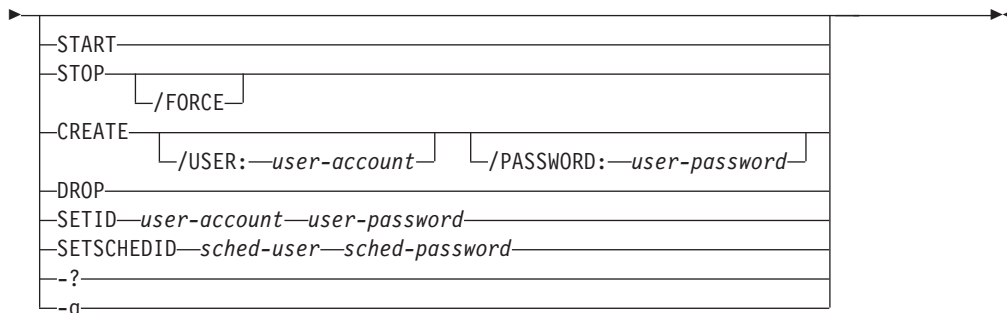 START
STOP
/FORCE
CREATE
/USER: user-account /PASSWORD: user-password
DROP
SETID user-account user-password
SETSCHEDID sched-user sched-password
-?
-q